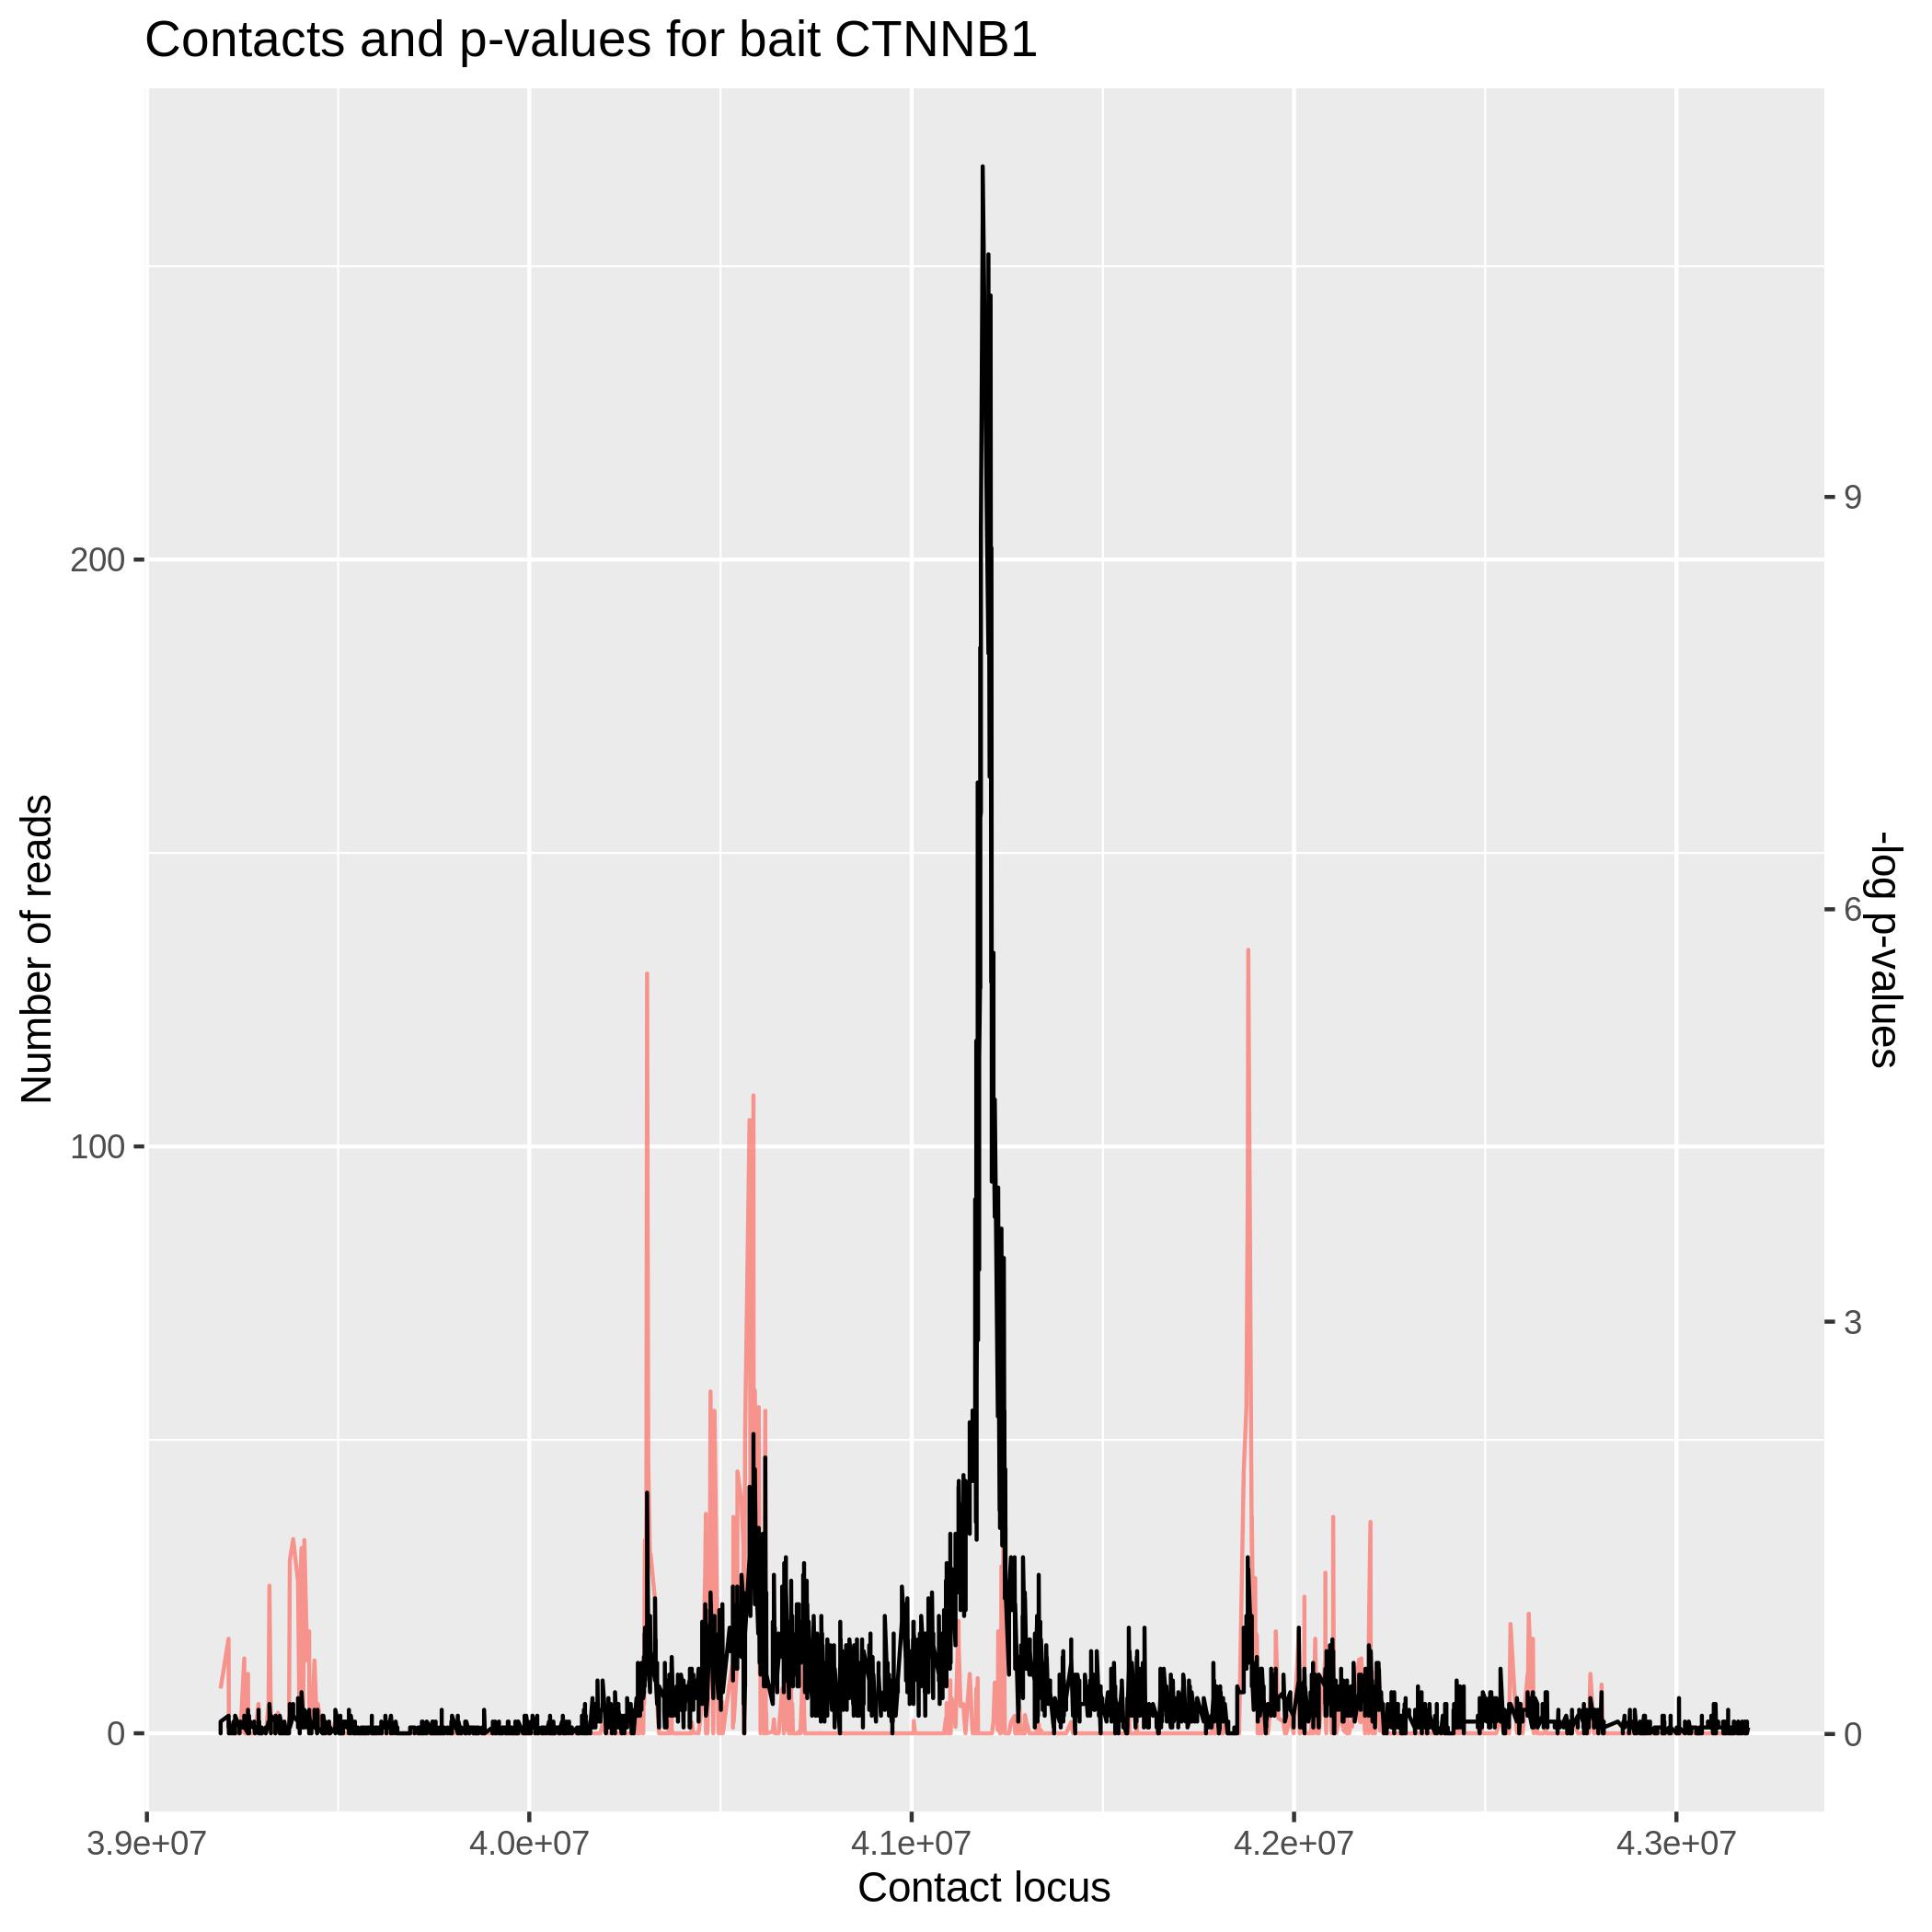 Contacts and p-values for bait CTNNB1
Number of reads
200
100
0
9
6
3
0
-log p-values
3.9e+07 4.0e+07 4.1e+07 4.2e+07 4.3e+07
Contact locus